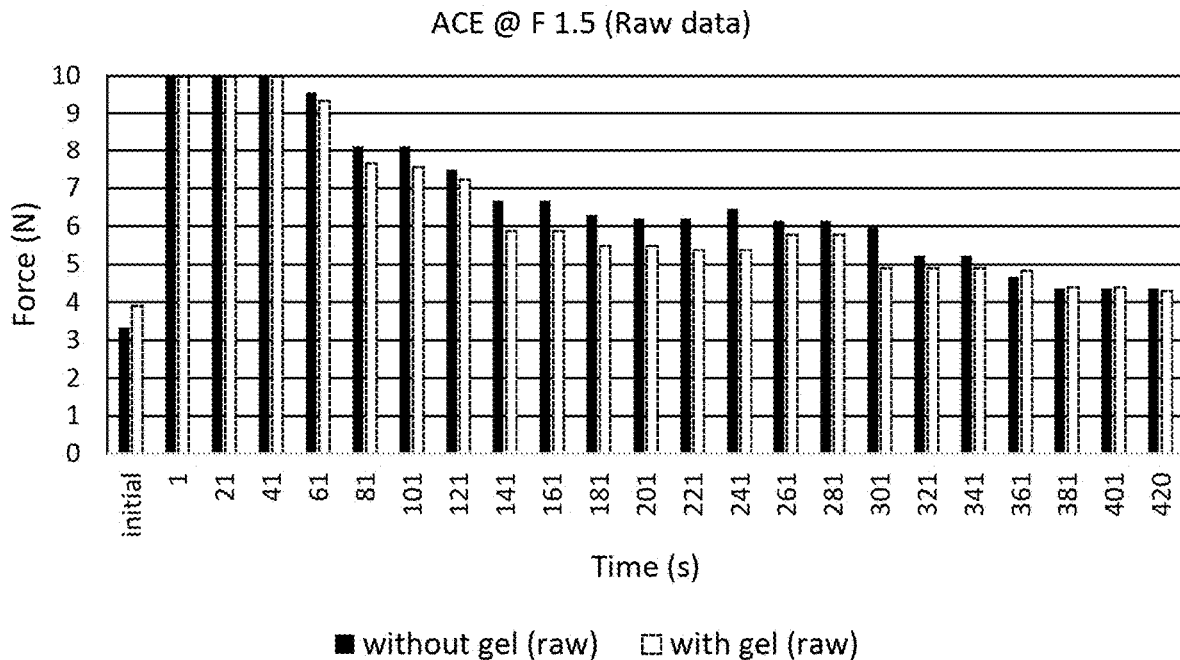 ACE @ F 1.5 (Raw data)
10
9
8
7
6
5
4
3
2
1
0
Force (N)
initial 1 21 41 61 81 101 121 141 161 181 201 221 241 261 281 301 321 341 361 381 401 420
Time (s)
without gel (raw) with gel (raw)